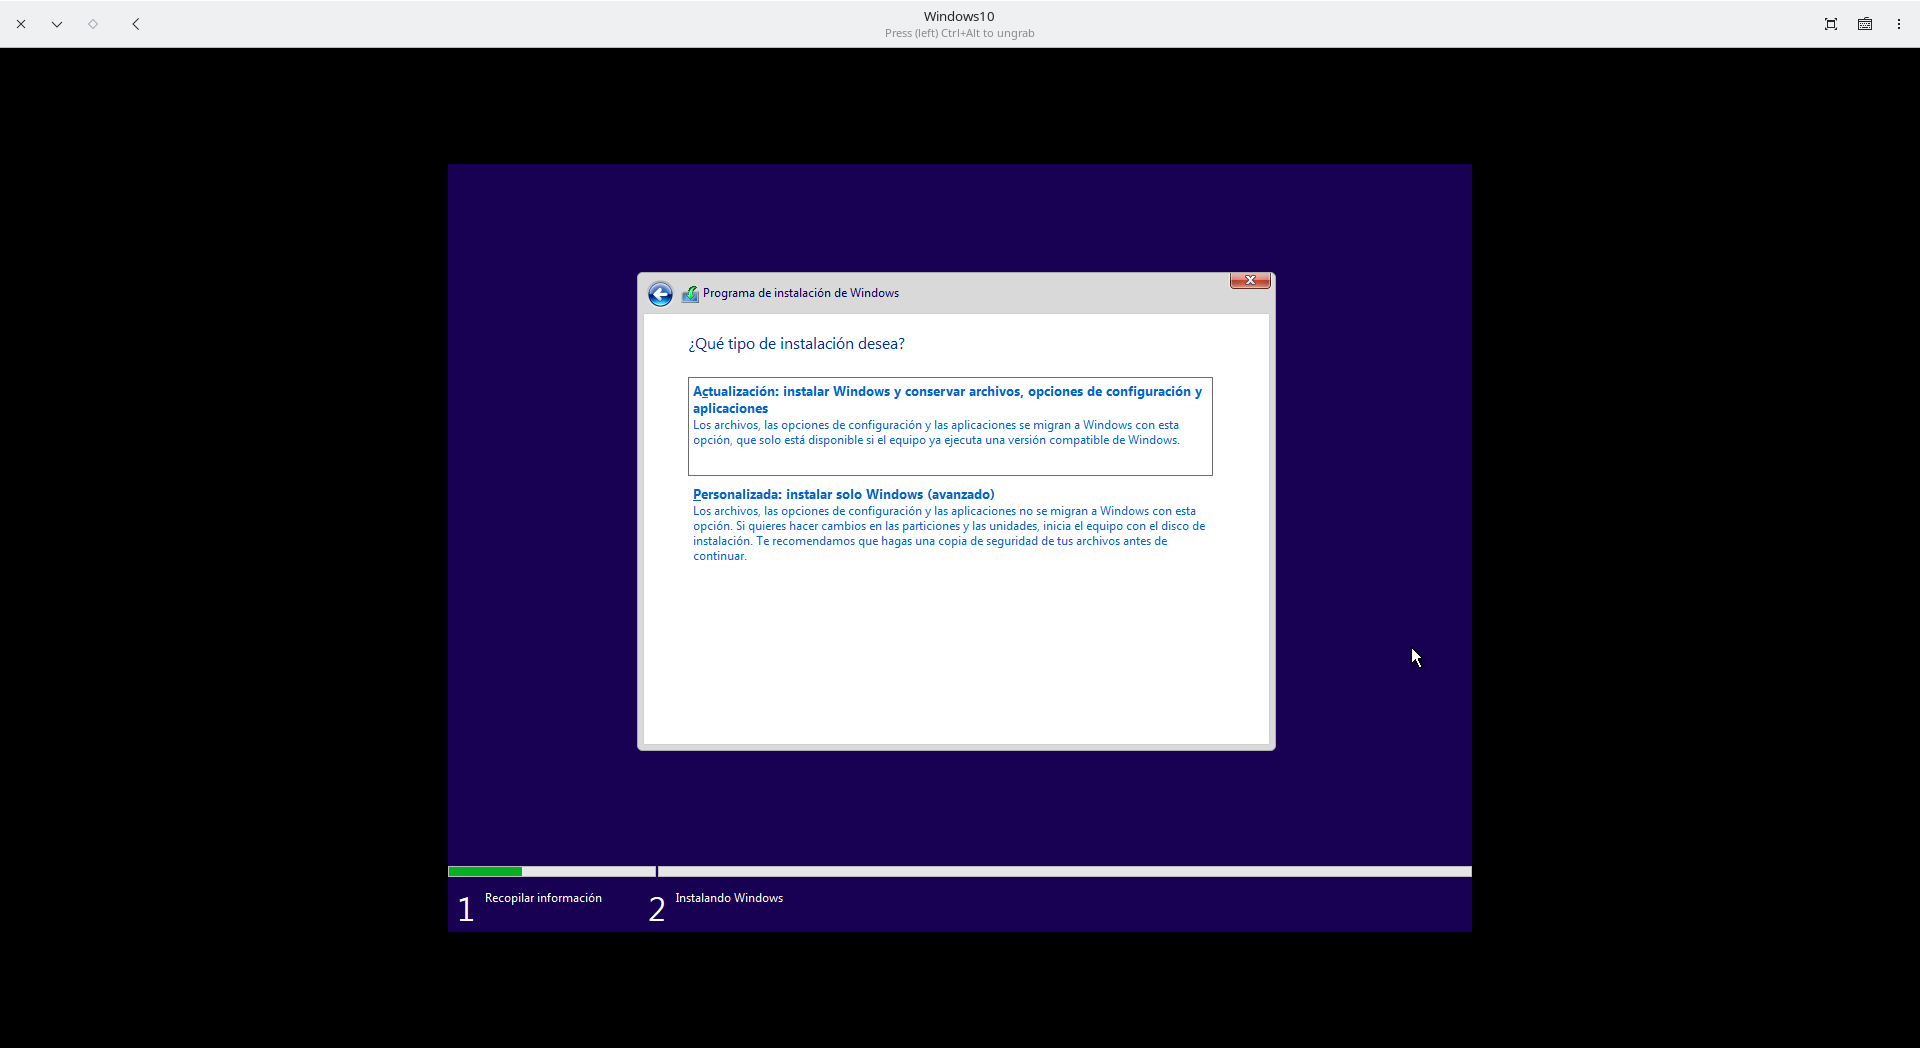 Windows10
Press (left) Ctrl+Alt to ungrab
Programa de instalación de Windows
¿Qué tipo de instalación desea?
Actualización: instalar Windows y conservar archivos, opciones de configuración y
aplicaciones
Los archivos, las opciones de configuración y las aplicaciones se migran a Windows con esta
opción, que solo está disponible si el equipo ya ejecuta una versión compatible de Windows.
Personalizada: instalar solo Windows (avanzado)
Los archivos, las opciones de configuración y las aplicaciones no se migran a Windows con esta
opción. Si quieres hacer cambios en las particiones y las unidades, inicia el equipo con el disco de
instalación. Te recomendamos que hagas una copia de seguridad de tus archivos antes de
continuar.
1 Recopilar información
2 Instalando Windows